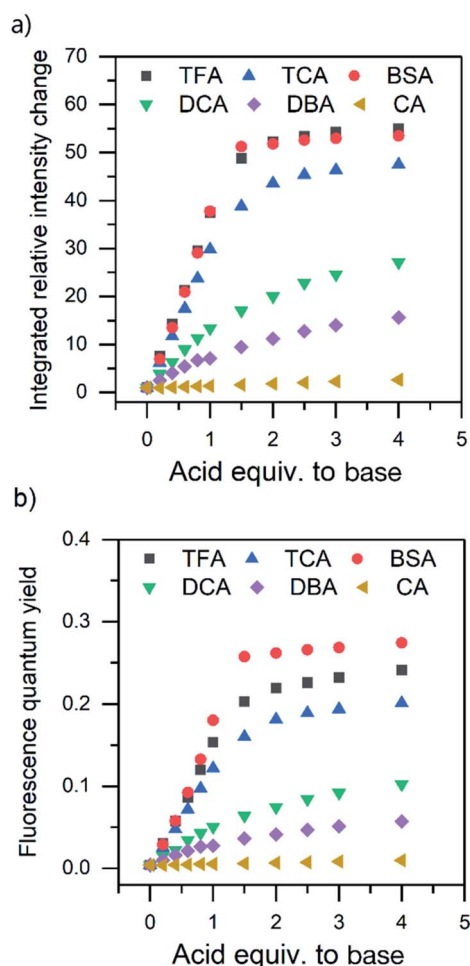 a)
70
TFA TCA BSA
60
DCA DBA CA
50
40
30
20
10
0
Integrated relative intensity change
0 1 2 3 4 5
Acid equiv. to base
b)
0.4
TFA TCA BSA
DCA DBA CA
0.3
0.2
0.1
0.0
Fluorescence quantum yield
0 1 2 3 4 5
Acid equiv. to base